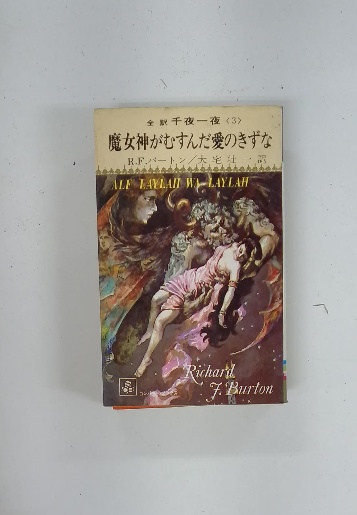 全訳 千夜一夜〈3〉
魔女神がむすんだ愛のきずな
R.F.バートン／大宅壮一 訳
ALF LAYLAH WA LAYLAH
Richard
F. Burton